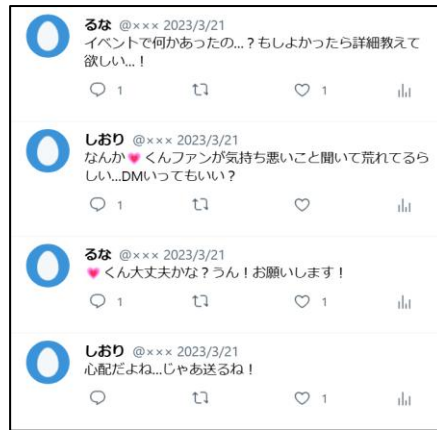 るな @××× 2023/3/21
イベントで何かあったの...？もしよかったら詳細教えて
欲しい...！
1 1
しおり @××× 2023/3/21
なんか💗くんファンが気持ち悪いこと聞いて荒れてるら
しい...DMいってもいい？
1
るな @××× 2023/3/21
💗くん大丈夫かな？うん！お願いします！
1 1
しおり @××× 2023/3/21
心配だよね...じゃあ送るね！
1